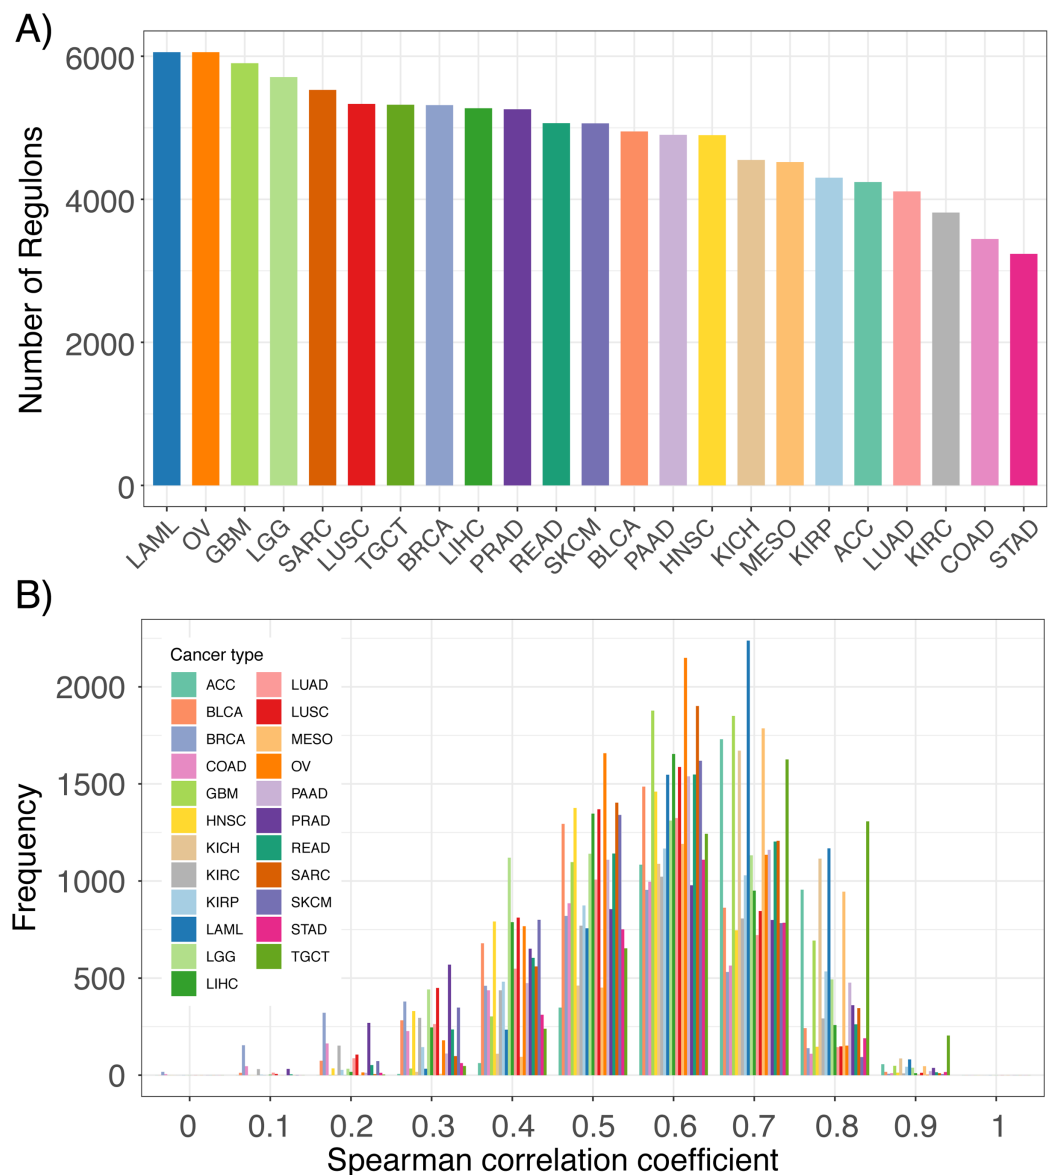 A)
Number of Regulons
6000
4000
2000
0
LAML OV GBM LGG SARC LUSC TGCT BRCA LIHC PRAD READ SKCM BLCA PAAD HNSC KICH MESO KIRP ACC LUAD KIRC COAD STAD
B)
Frequency
2000
1500
1000
500
0
Cancer type
ACC LUAD
BLCA LUSC
BRCA MESO
COAD OV
GBM PAAD
HNSC PRAD
KICH READ
KIRC SARC
KIRP SKCM
LAML STAD
LGG TGCT
LIHC
0 0.1 0.2 0.3 0.4 0.5 0.6 0.7 0.8 0.9 1
Spearman correlation coefficient